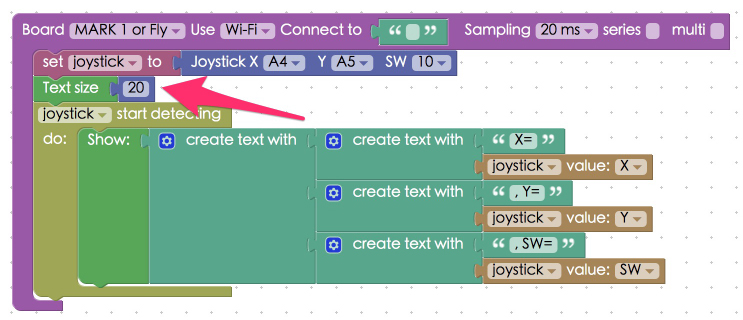 Board MARK 1 or Fly Use Wi-Fi Connect to “ ” Sampling 20 ms series multi
set joystick to Joystick X A4 Y A5 SW 10
Text size 20
joystick start detecting
do: Show: create text with create text with “ X= ”
joystick value: X
create text with “ , Y= ”
joystick value: Y
create text with “ , SW= ”
joystick value: SW